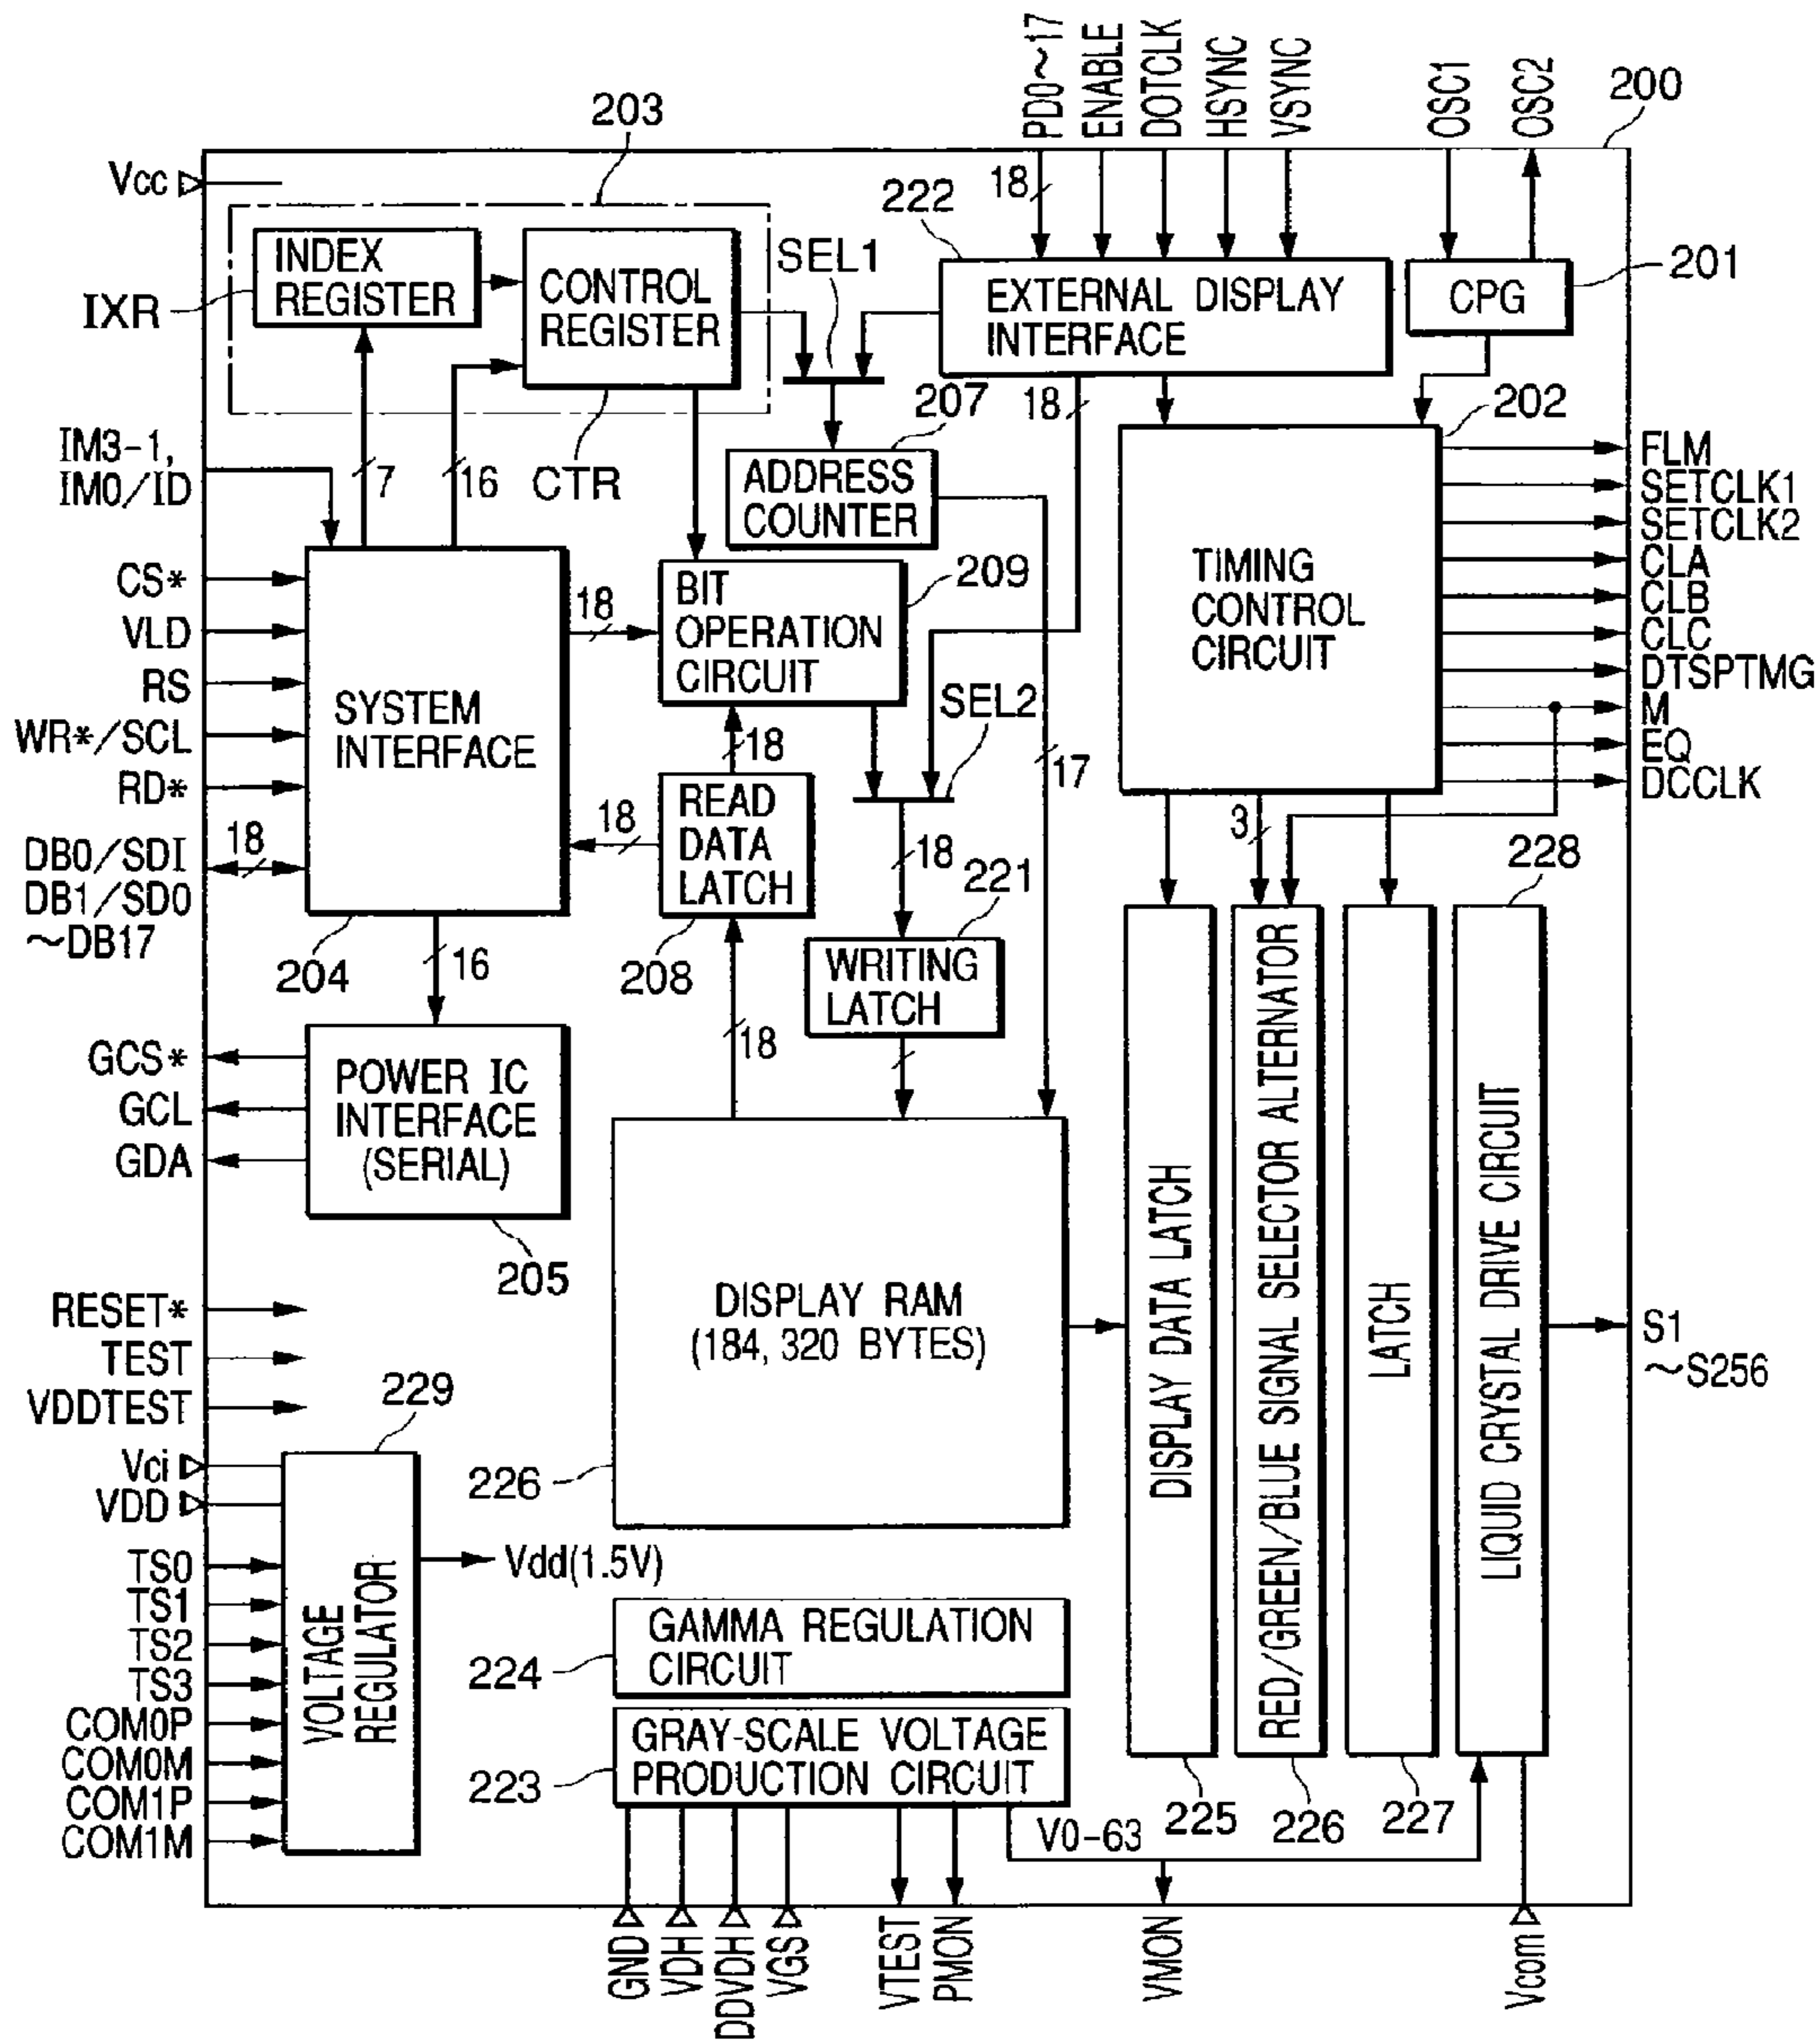 PD0~17
ENABLE
DOTCLK
HSYNC
VSYNC
OSC1
OSC2
200
203
Vcc
18
222
INDEX
REGISTER
CONTROL
REGISTER
SEL1
EXTERNAL DISPLAY
INTERFACE
CPG
201
IXR
207
18
202
IM3-1,
IM0/ID
7
16
CTR
ADDRESS
COUNTER
TIMING
CONTROL
CIRCUIT
FLM
SETCLK1
SETCLK2
CLA
CLB
CLC
DTSPTMG
M
EQ
DCCLK
CS*
VLD
RS
WR*/SCL
RD*
18
DB0/SDI
DB1/SD0
~DB17
SYSTEM
INTERFACE
18
BIT
OPERATION
CIRCUIT
209
SEL2
18
17
READ
DATA
LATCH
18
18
3
228
204
16
208
221
WRITING
LATCH
18
GCS*
GCL
GDA
POWER IC
INTERFACE
(SERIAL)
205
DISPLAY RAM
(184, 320 BYTES)
DISPLAY DATA LATCH
RED/GREEN/BLUE SIGNAL SELECTOR ALTERNATOR
LATCH
LIQUID CRYSTAL DRIVE CIRCUIT
S1
~S256
RESET*
TEST
VDDTEST
229
226
Vci
VDD
TS0
TS1
TS2
TS3
COM0P
COM0M
COM1P
COM1M
VOLTAGE
REGULATOR
Vdd(1.5V)
GAMMA REGULATION
CIRCUIT
224
GRAY-SCALE VOLTAGE
PRODUCTION CIRCUIT
223
225
226
227
V0-63
GND
VDH
DDVDH
VGS
VTEST
PMON
VMON
Vcom